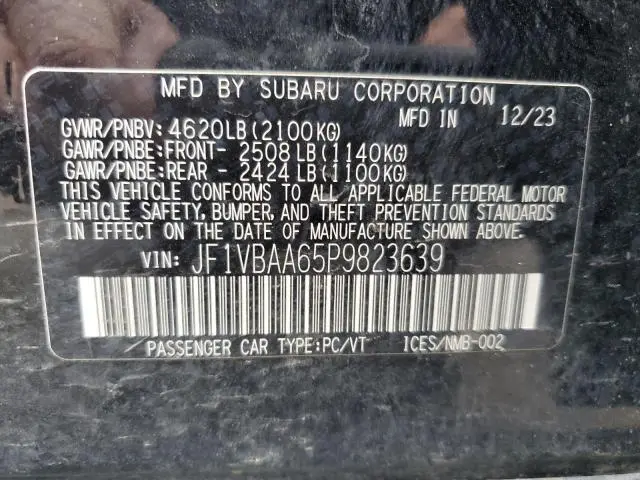 MFD BY SUBARU CORPORATION
MFD IN 12/23
GVWR/PNBV: 4620LB(2100KG)
GAWR/PNBE:FRONT- 2508LB(1140KG)
GAWR/PNBE:REAR - 2424LB(1100KG)
THIS VEHICLE CONFORMS TO ALL APPLICABLE FEDERAL MOTOR
VEHICLE SAFETY, BUMPER, AND THEFT PREVENTION STANDARDS
IN EFFECT ON THE DATE OF MANUFACTURE SHOWN ABOVE.
VIN: JF1VBAA65P9823639
PASSENGER CAR TYPE:PC/VT ICES/NMB-002